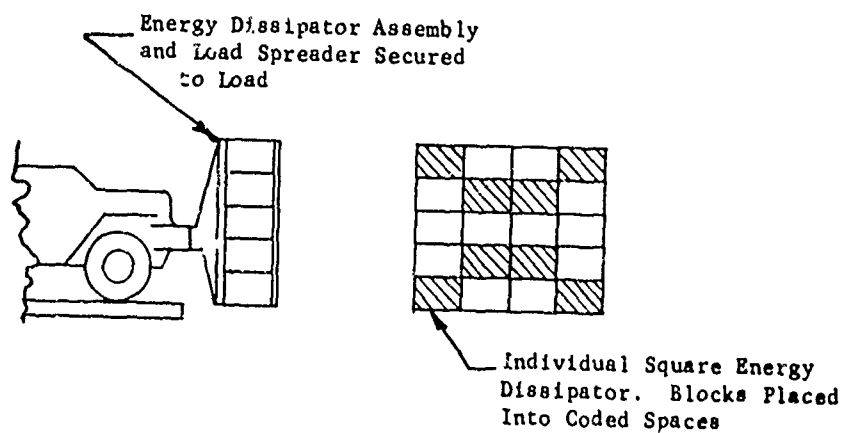 Energy Dissipator Assembly
and Load Spreader Secured
to Load
Individual Square Energy
Dissipator. Blocks Placed
Into Coded Spaces